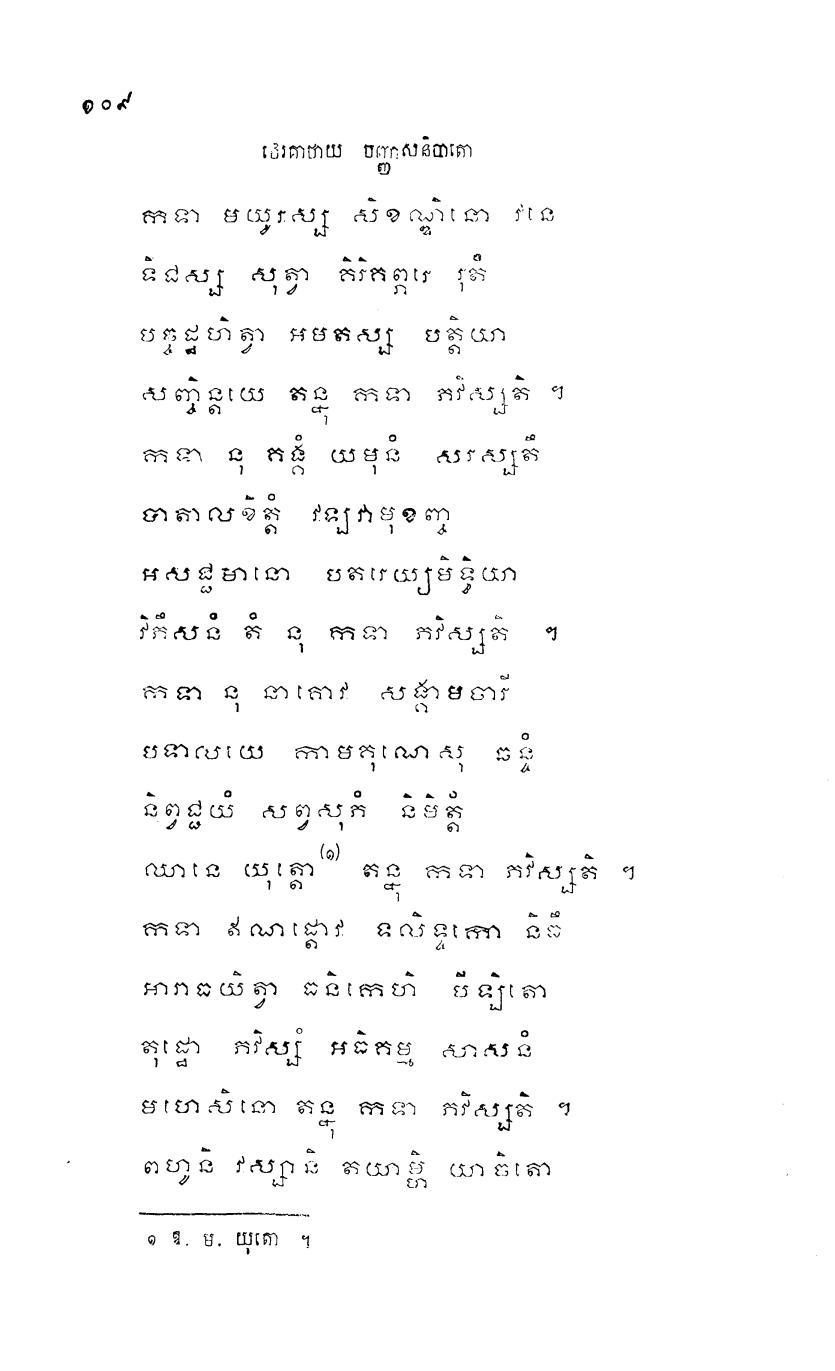 ១០៩
ថេរគាថាយ បញ្ញាសនិបាតោ
កទា មយូរស្ស សិខណ្ឌិនោ វនេ
ទិជស្ស សុត្វា គិរិគព្ភរេ រុតំ
បច្ចុដ្ឋហិត្វា អមតស្ស បត្តិយា
សញ្ចិន្តយេ តន្នុ កទា ភវិស្សតិ ។
កទា នុ គង្គំ យមុនំ សរស្សតឹ
បាតាលខិត្តំ វឡវាមុខញ្ច
អសជ្ជមានោ បតរេយ្យមិទ្ធិយា
វិភឹសនំ តំ នុ កទា ភវិស្សតិ ។
កទា នុ នាគោវ សង្គាមចារី
បទាលយេ កាមគុណេសុ ឆន្ទំ
និព្វជ្ជយំ សព្វសុភំ និមិត្តំ
ឈានេ យុត្តោ(១) តន្នុ កទា ភវិស្សតិ ។
កទា ឥណដ្តោវ ទលិទ្ទកោ និធឹ
អារាធយិត្វា ធនិកេហិ បីឡិតោ
តុដ្ឋោ ភវិស្សំ អធិគម្ម សាសនំ
មហេសិនោ តន្នុ កទា ភវិស្សតិ ។
ពហូនិ វស្សានិ តយាម្ហិ យាចិតោ
១ ឱ. ម. យុតោ ។